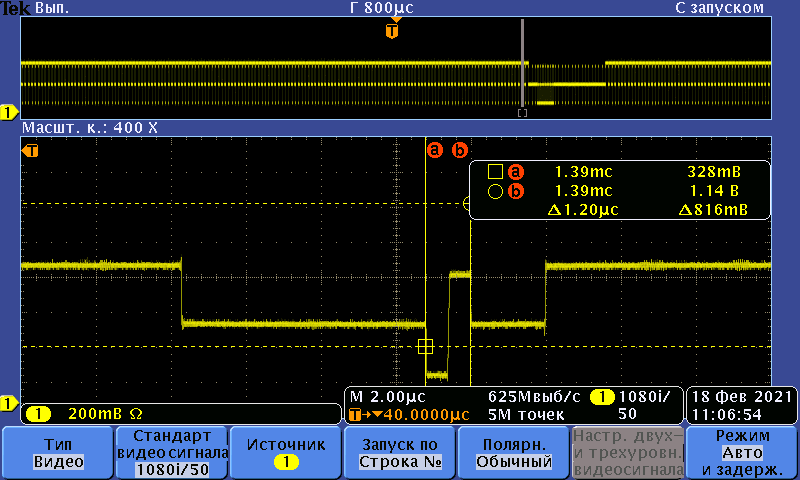 Tek Вып. Г 800µс С запуском
T
1
Масшт. к.: 400 X
T a b
a 1.39мс 328мВ
b 1.39мс 1.14 В
Δ1.20µс Δ816мВ
1
1 200мВ Ω
М 2.00µс 625Мвыб/с 1 1080i/
50
T→▼40.0000µс 5М точек
18 Фев 2021
11:06:54
Тип
Видео
Стандарт
видеосигнала
1080i/50
Источник
1
Запуск по
Строка №
Полярн.
Обычный
Настр. двух–
и трехуровн.
видеосигнала
Режим
Авто
и задерж.